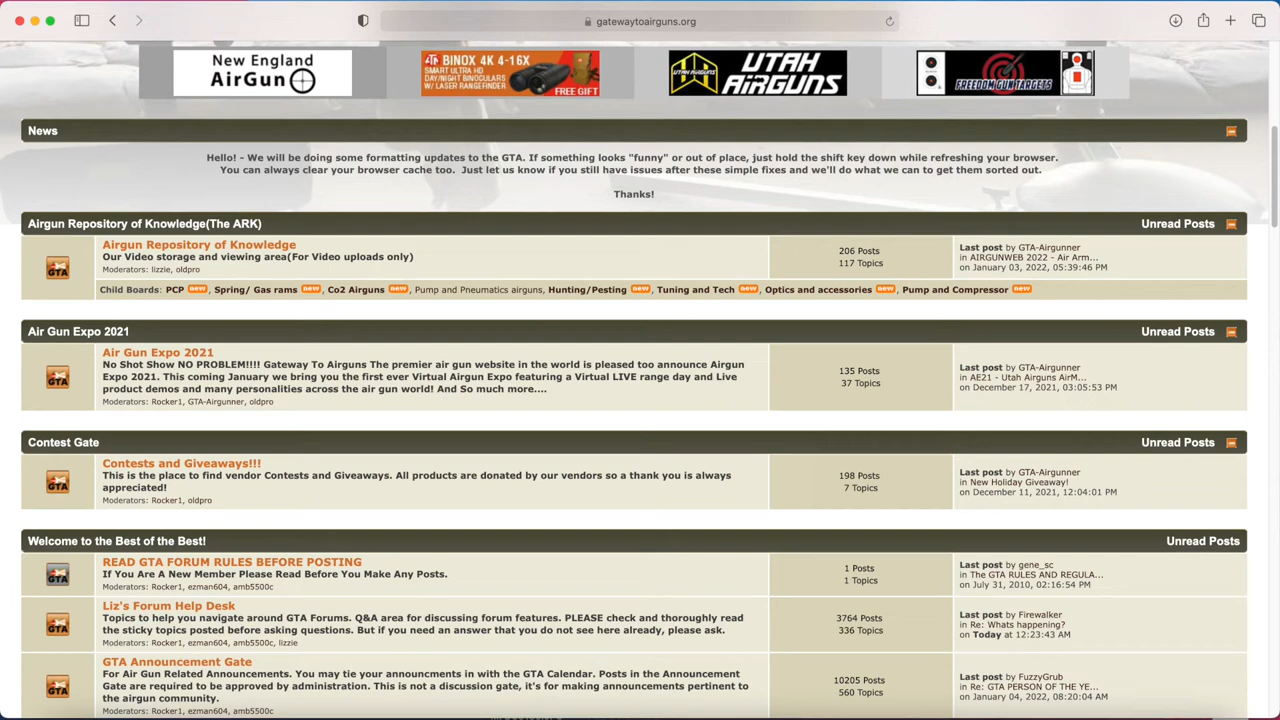 gatewaytoairguns.org
New England
AirGun
BINOX 4K 4-16X
SMART ULTRA HD
DAY/NIGHT BINOCULARS
W/ LASER RANGEFINDER
FREE GIFT
UTAH AIRGUNS
UTAH
AIRGUNS
FREEDOM GUN TARGETS
News
Hello! - We will be doing some formatting updates to the GTA. If something looks "funny" or out of place, just hold the shift key down while refreshing your browser.
You can always clear your browser cache too. Just let us know if you still have issues after these simple fixes and we'll do what we can to get them sorted out.
Thanks!
Airgun Repository of Knowledge(The ARK)
Unread Posts
Airgun Repository of Knowledge
Our Video storage and viewing area(For Video uploads only)
Moderators: lizzie, oldpro
206 Posts
117 Topics
Last post by GTA-Airgunner
in AIRGUNWEB 2022 - Air Arm...
on January 03, 2022, 05:39:46 PM
GTA
Child Boards: PCP new, Spring/ Gas rams new, Co2 Airguns new, Pump and Pneumatics airguns, Hunting/Pesting new, Tuning and Tech new, Optics and accessories new, Pump and Compressor new
Air Gun Expo 2021
Unread Posts
Air Gun Expo 2021
No Shot Show NO PROBLEM!!!! Gateway To Airguns The premier air gun website in the world is pleased too announce Airgun
Expo 2021. This coming January we bring you the first ever Virtual Airgun Expo featuring a Virtual LIVE range day and Live
product demos and many personalities across the air gun world! And So much more....
Moderators: Rocker1, GTA-Airgunner, oldpro
135 Posts
37 Topics
Last post by GTA-Airgunner
in AE21 - Utah Airguns AirM...
on December 17, 2021, 03:05:53 PM
GTA
Contest Gate
Unread Posts
Contests and Giveaways!!!
This is the place to find vendor Contests and Giveaways. All products are donated by our vendors so a thank you is always
appreciated!
Moderators: Rocker1, oldpro
198 Posts
7 Topics
Last post by GTA-Airgunner
in New Holiday Giveaway!
on December 11, 2021, 12:04:01 PM
GTA
Welcome to the Best of the Best!
Unread Posts
READ GTA FORUM RULES BEFORE POSTING
If You Are A New Member Please Read Before You Make Any Posts.
Moderators: Rocker1, ezman604, amb5500c
1 Posts
1 Topics
Last post by gene_sc
in The GTA RULES AND REGULA...
on July 31, 2010, 02:16:54 PM
GTA
Liz's Forum Help Desk
Topics to help you navigate around GTA Forums. Q&A area for discussing forum features. PLEASE check and thoroughly
read the sticky topics posted before asking questions. But if you need an answer that you do not see here already, please ask.
Moderators: Rocker1, ezman604, amb5500c, lizzie
3764 Posts
336 Topics
Last post by Firewalker
in Re: Whats happening?
on Today at 12:23:43 AM
GTA
GTA Announcement Gate
For Air Gun Related Announcements. You may tie your announcments in with the GTA Calendar. Posts in the Announcement
Gate are required to be approved by administration. This is not a discussion gate, it's for making announcements pertinent to
the airgun community.
Moderators: Rocker1, ezman604, amb5500c
10205 Posts
560 Topics
Last post by FuzzyGrub
in Re: GTA PERSON OF THE YE...
on January 04, 2022, 08:20:04 AM
GTA